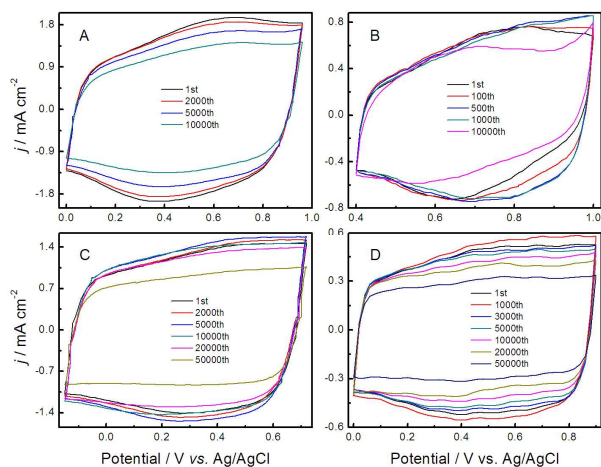 A
1.8
0.9
0.0
-0.9
-1.8
j / mA cm⁻²
1st
2000th
5000th
10000th
0.0 0.2 0.4 0.6 0.8 1.0
B
0.8
0.4
0.0
-0.4
-0.8
1st
100th
500th
1000th
10000th
0.4 0.6 0.8 1.0
C
1.4
0.7
0.0
-0.7
-1.4
j / mA cm⁻²
1st
2000th
5000th
10000th
20000th
50000th
0.0 0.2 0.4 0.6
Potential / V vs. Ag/AgCl
D
0.6
0.3
0.0
-0.3
-0.6
1st
1000th
3000th
5000th
10000th
20000th
50000th
0.0 0.2 0.4 0.6 0.8
Potential / V vs. Ag/AgCl